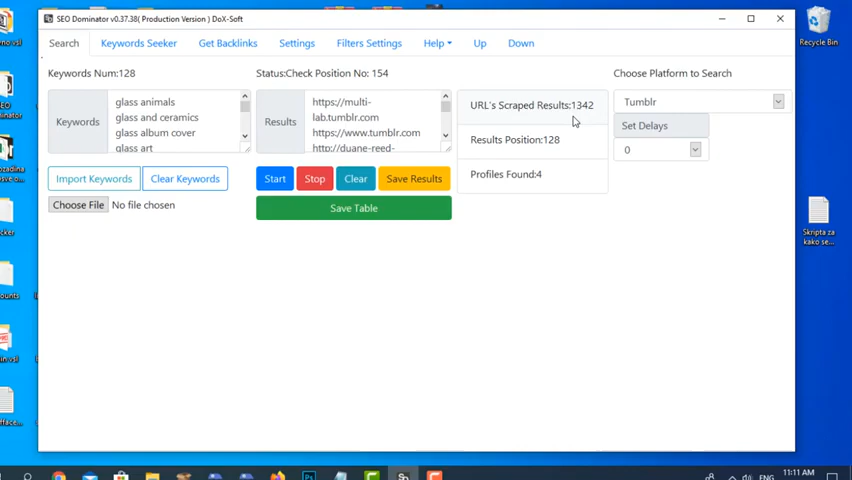 SEO Dominator v0.37.38( Production Version ) DoX-Soft
Search Keywords Seeker Get Backlinks Settings Filters Settings Help Up Down
Keywords Num:128
Status:Check Position No: 154
Choose Platform to Search
Keywords
glass animals
glass and ceramics
glass album cover
glass art
Results
https://multi-
lab.tumblr.com
https://www.tumblr.com
http://duane-reed-
URL's Scraped Results:1342
Results Position:128
Profiles Found:4
Tumblr
Set Delays
0
Import Keywords Clear Keywords
Start Stop Clear Save Results
Choose File No file chosen
Save Table
Recycle Bin
Skripta za
kako se...
11:11 AM
ENG